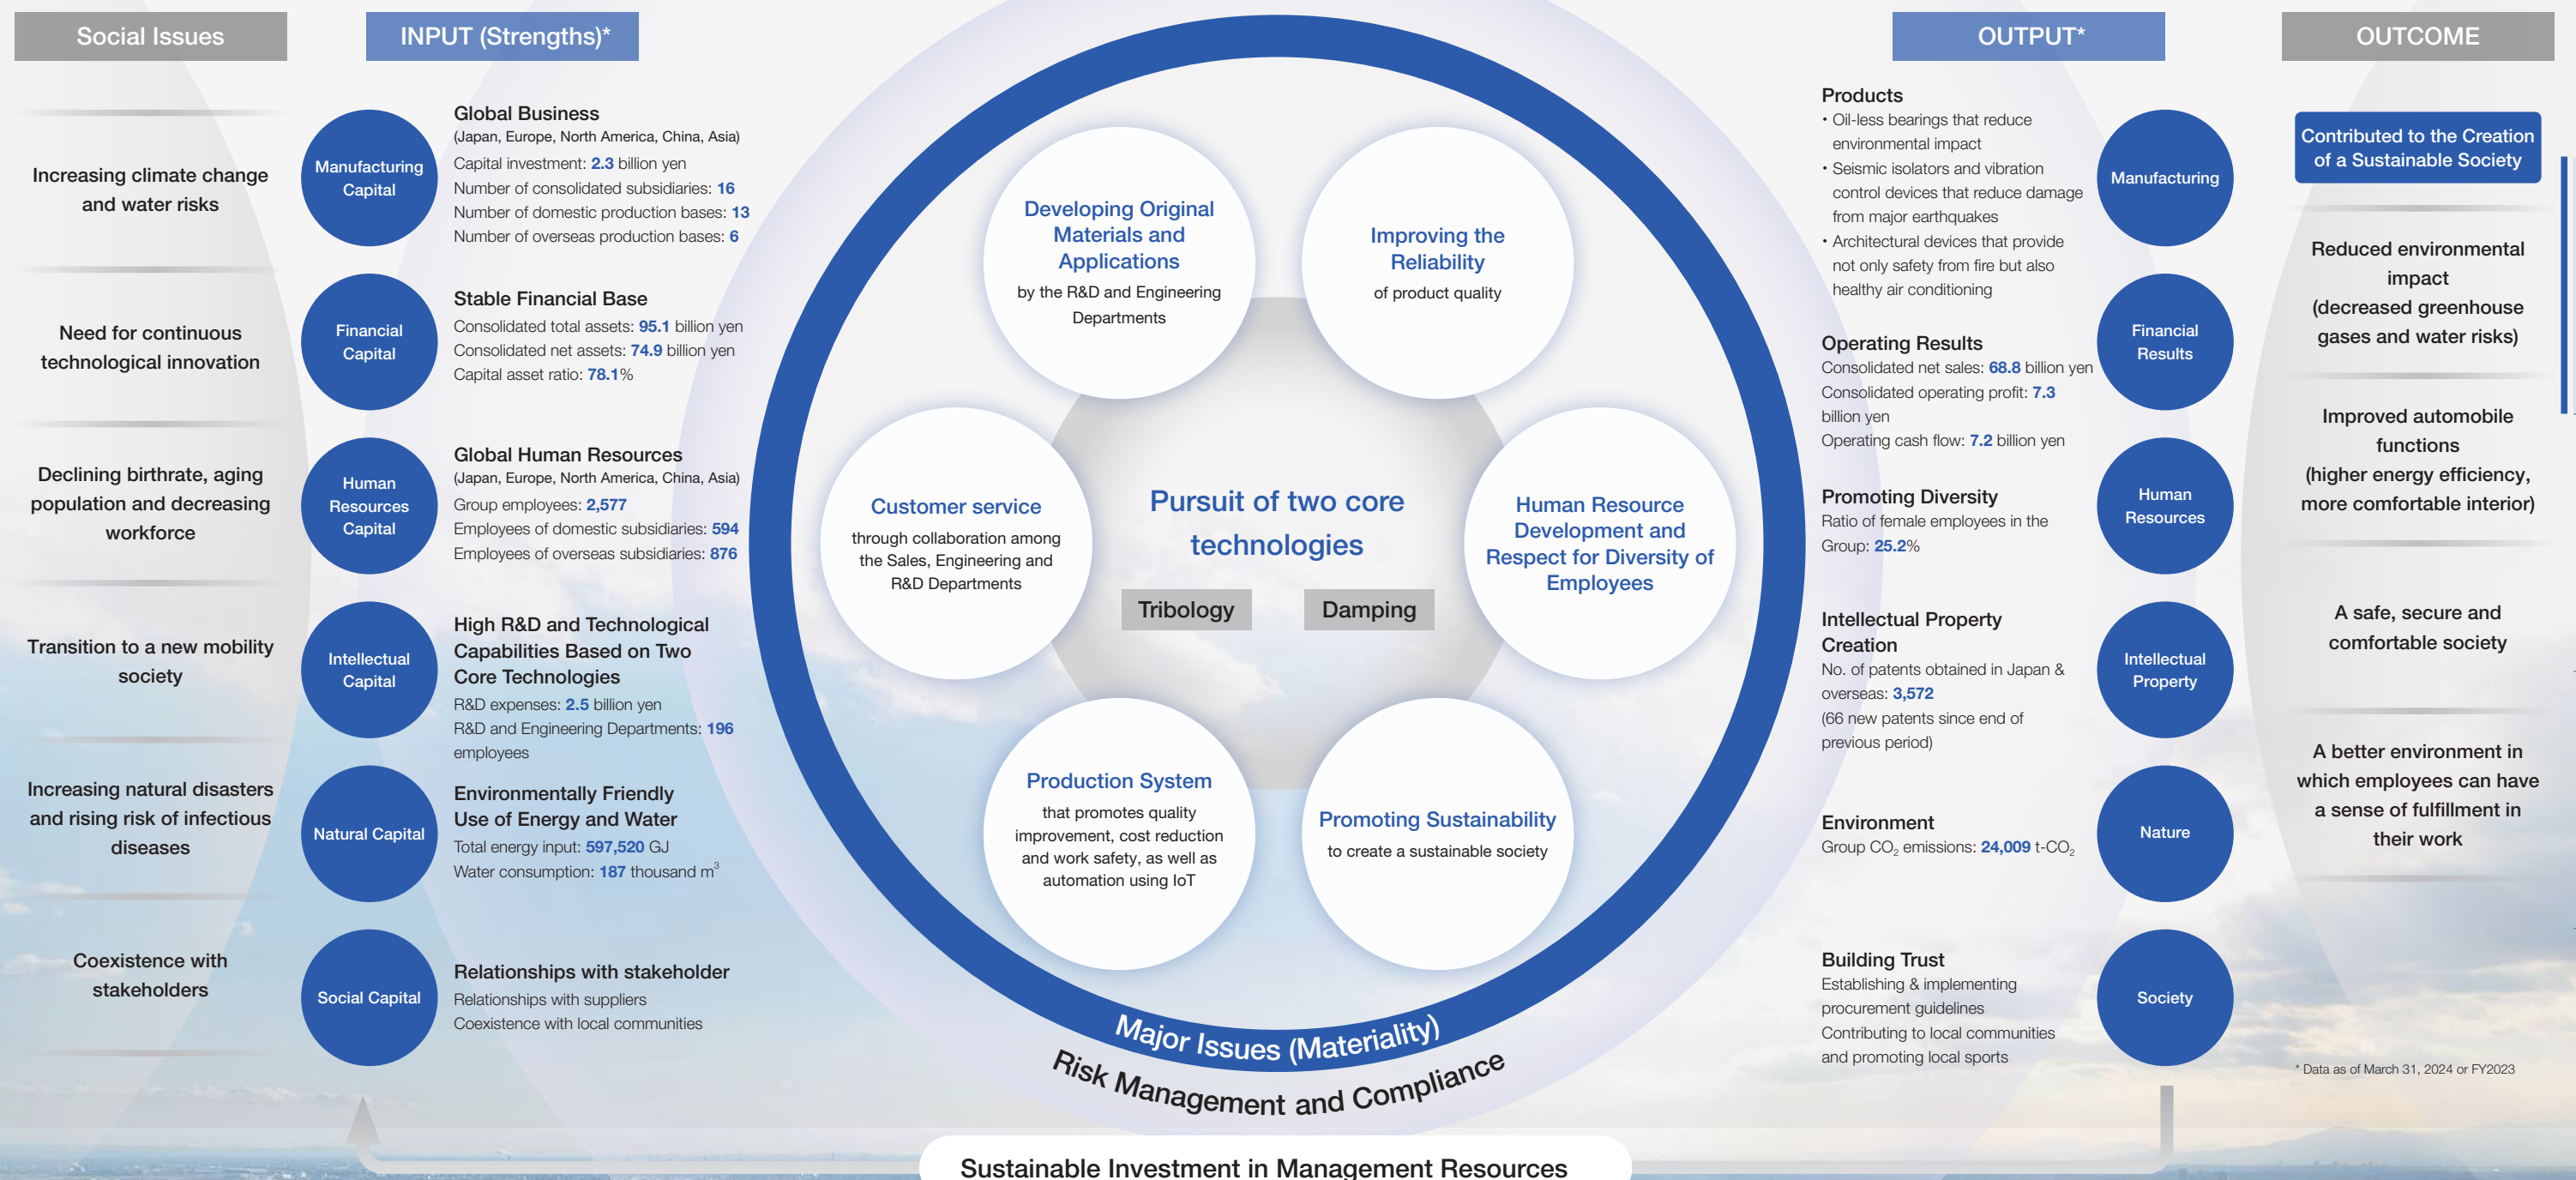 Social Issues
Increasing climate change
and water risks
Need for continuous
technological innovation
Declining birthrate, aging
population and decreasing
workforce
Transition to a new mobility
society
Increasing natural disasters
and rising risk of infectious
diseases
Coexistence with
stakeholders
INPUT (Strengths)*
Manufacturing
Capital
Global Business
(Japan, Europe, North America, China, Asia)
Capital investment: 2.3 billion yen
Number of consolidated subsidiaries: 16
Number of domestic production bases: 13
Number of overseas production bases: 6
Financial
Capital
Stable Financial Base
Consolidated total assets: 95.1 billion yen
Consolidated net assets: 74.9 billion yen
Capital asset ratio: 78.1%
Human
Resources
Capital
Global Human Resources
(Japan, Europe, North America, China, Asia)
Group employees: 2,577
Employees of domestic subsidiaries: 594
Employees of overseas subsidiaries: 876
Intellectual
Capital
High R&D and Technological
Capabilities Based on Two
Core Technologies
R&D expenses: 2.5 billion yen
R&D and Engineering Departments: 196
employees
Natural Capital
Environmentally Friendly
Use of Energy and Water
Total energy input: 597,520 GJ
Water consumption: 187 thousand m³
Social Capital
Relationships with stakeholder
Relationships with suppliers
Coexistence with local communities
Developing Original
Materials and
Applications
by the R&D and Engineering
Departments
Improving the
Reliability
of product quality
Customer service
through collaboration among
the Sales, Engineering and
R&D Departments
Pursuit of two core
technologies
Tribology
Damping
Human Resource
Development and
Respect for Diversity of
Employees
Production System
that promotes quality
improvement, cost reduction
and work safety, as well as
automation using IoT
Promoting Sustainability
to create a sustainable society
Major Issues (Materiality)
Risk Management and Compliance
Sustainable Investment in Management Resources
OUTPUT*
Products
• Oil-less bearings that reduce
environmental impact
• Seismic isolators and vibration
control devices that reduce damage
from major earthquakes
• Architectural devices that provide
not only safety from fire but also
healthy air conditioning
Manufacturing
Operating Results
Consolidated net sales: 68.8 billion yen
Consolidated operating profit: 7.3
billion yen
Operating cash flow: 7.2 billion yen
Financial
Results
Promoting Diversity
Ratio of female employees in the
Group: 25.2%
Human
Resources
Intellectual Property
Creation
No. of patents obtained in Japan &
overseas: 3,572
(66 new patents since end of
previous period)
Intellectual
Property
Environment
Group CO₂ emissions: 24,009 t-CO₂
Nature
Building Trust
Establishing & implementing
procurement guidelines
Contributing to local communities
and promoting local sports
Society
OUTCOME
Contributed to the Creation
of a Sustainable Society
Reduced environmental
impact
(decreased greenhouse
gases and water risks)
Improved automobile
functions
(higher energy efficiency,
more comfortable interior)
A safe, secure and
comfortable society
A better environment in
which employees can have
a sense of fulfillment in
their work
* Data as of March 31, 2024 or FY2023